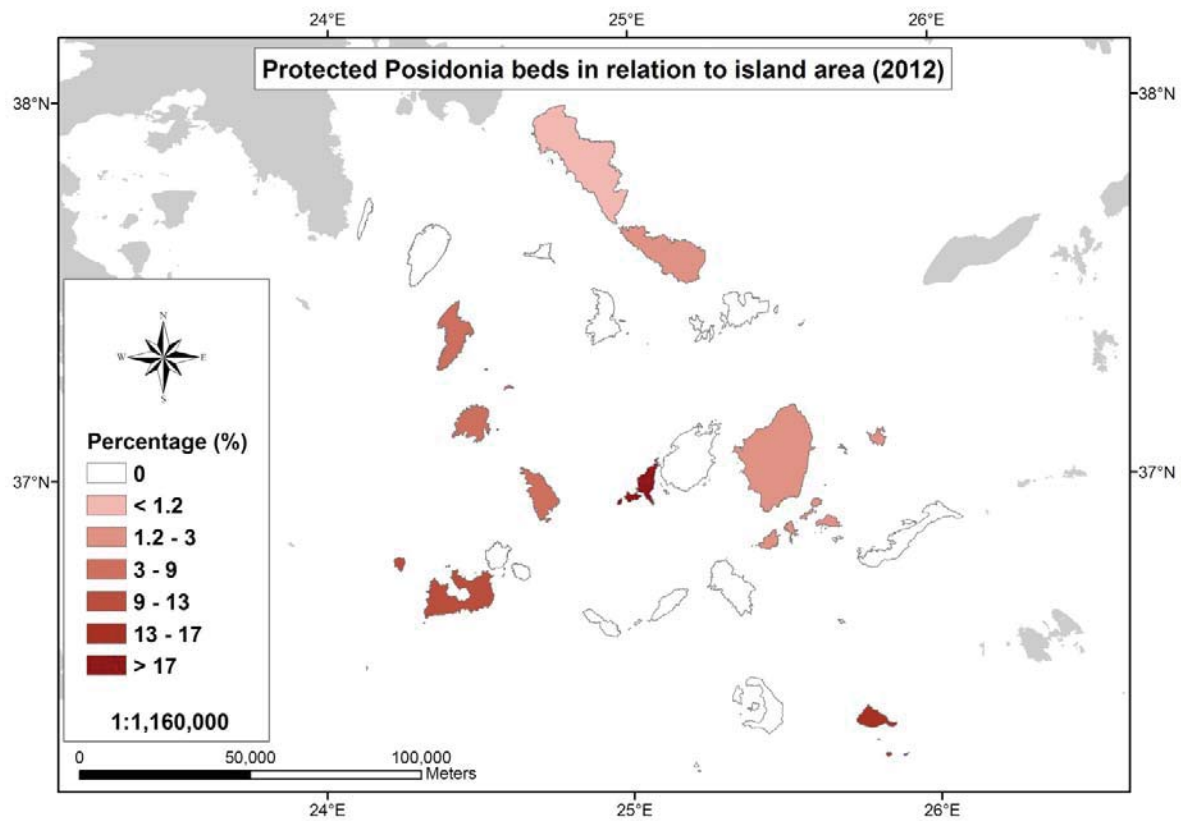 24°E 25°E 26°E
Protected Posidonia beds in relation to island area (2012)
38°N 38°N
N
W E
S
Percentage (%)
0
< 1.2
1.2 - 3
3 - 9
9 - 13
13 - 17
> 17
1:1,160,000
37°N 37°N
0 50,000 100,000
Meters
24°E 25°E 26°E